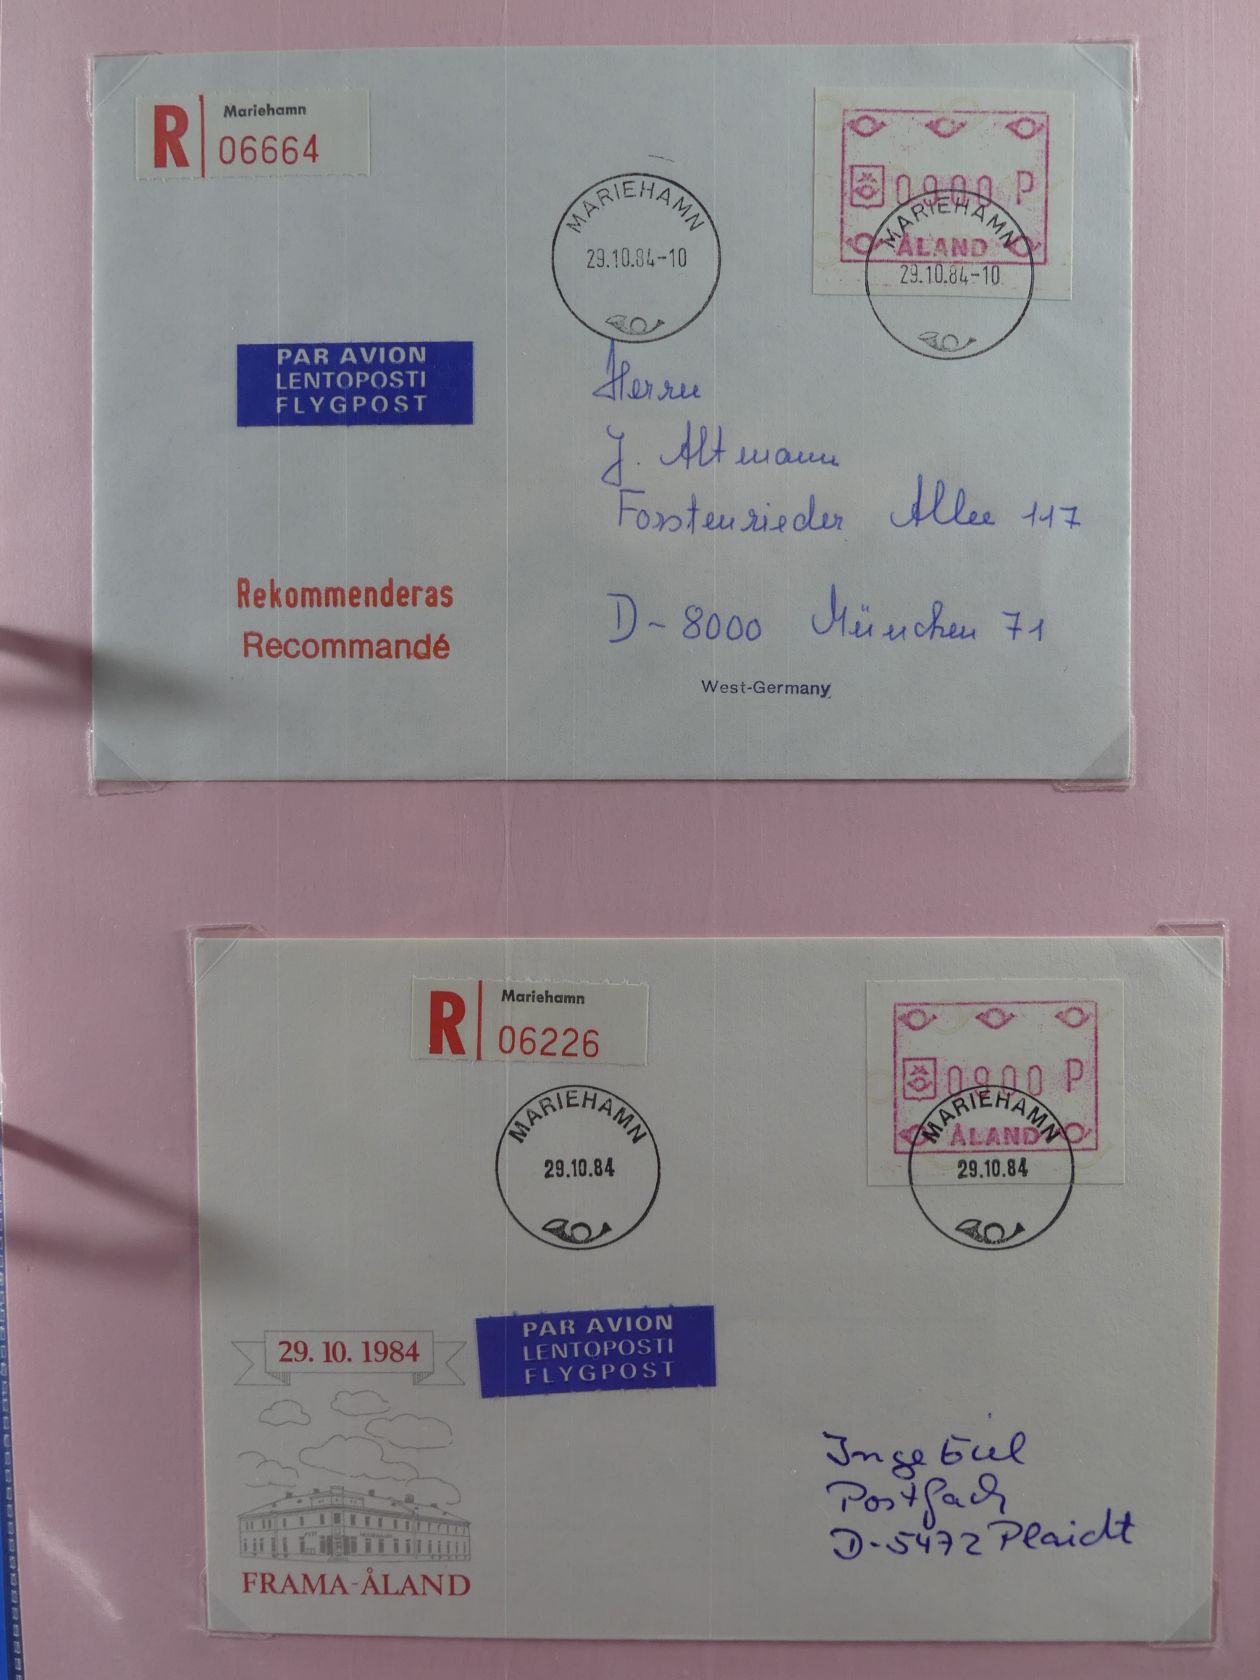 R Mariehamn
06664
0900 P
ÅLAND
MARIEHAMN
29.10.84-10
MARIEHAMN
29.10.84-10
PAR AVION
LENTOPOSTI
FLYGPOST
Herrn
J. Altmann
Forstenrieder Allee 117
Rekommenderas
Recommandé
D-8000 München 71
West-Germany
R Mariehamn
06226
0900 P
ÅLAND
MARIEHAMN
29.10.84
MARIEHAMN
29.10.84
PAR AVION
LENTOPOSTI
FLYGPOST
29. 10. 1984
Postfach
D-5472 Plaidt
FRAMA-ÅLAND